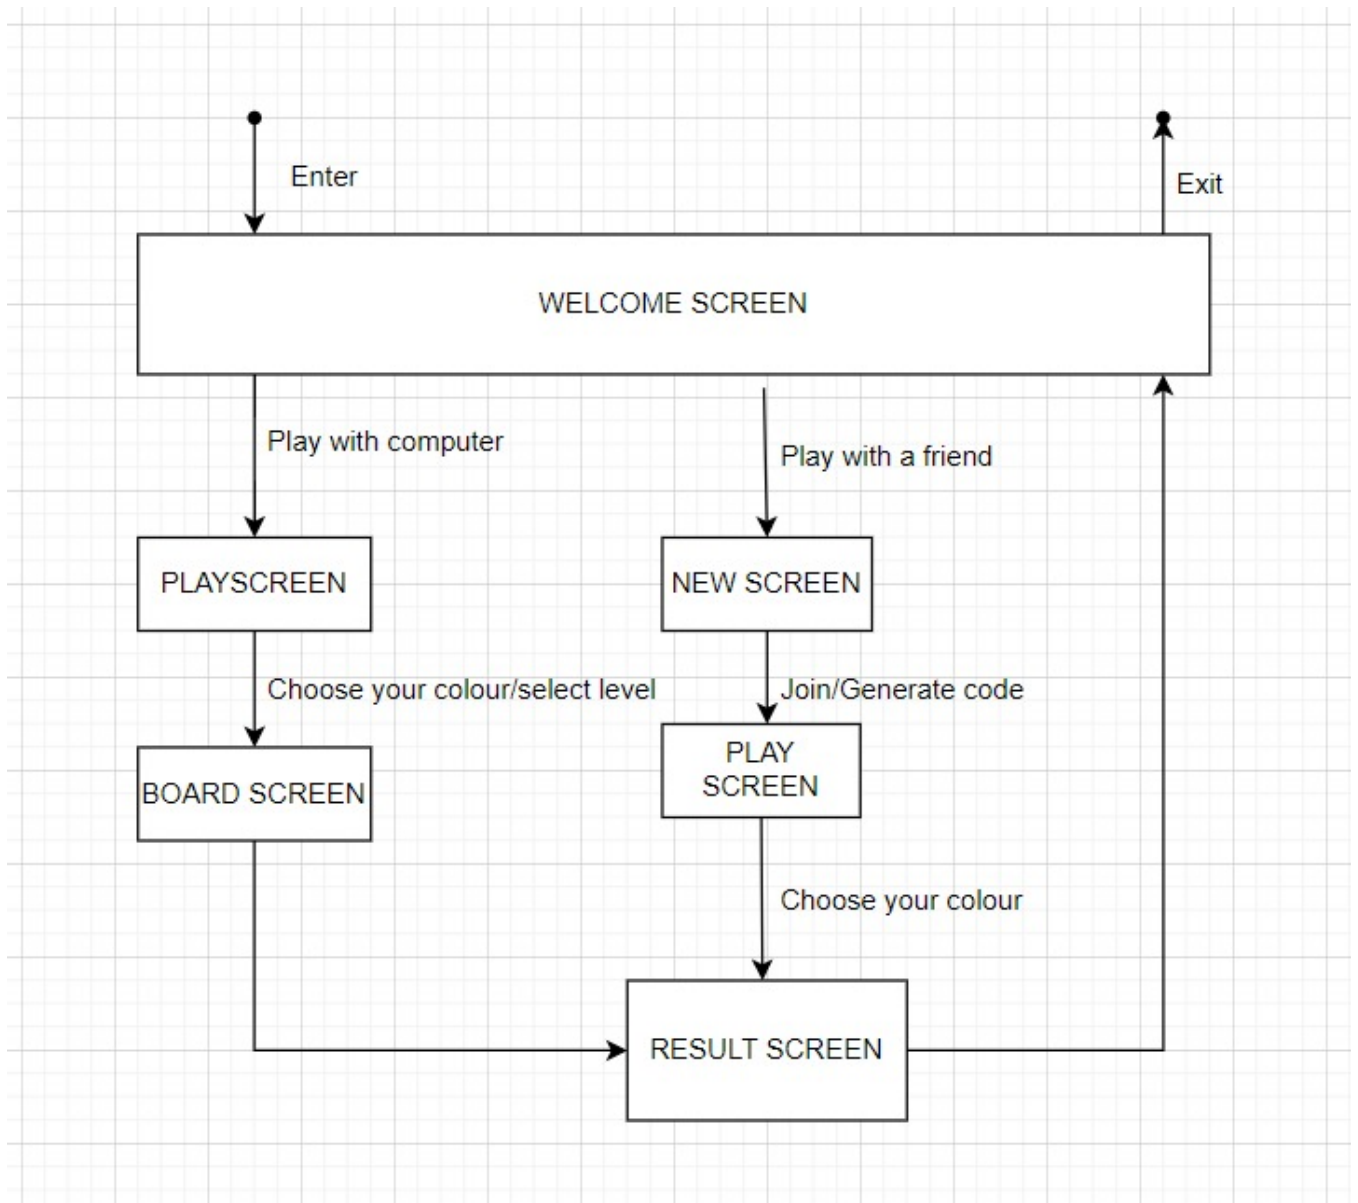 Enter
Exit
WELCOME SCREEN
Play with computer
Play with a friend
PLAYSCREEN
NEW SCREEN
Choose your colour/select level
Join/Generate code
PLAY
SCREEN
BOARD SCREEN
Choose your colour
RESULT SCREEN